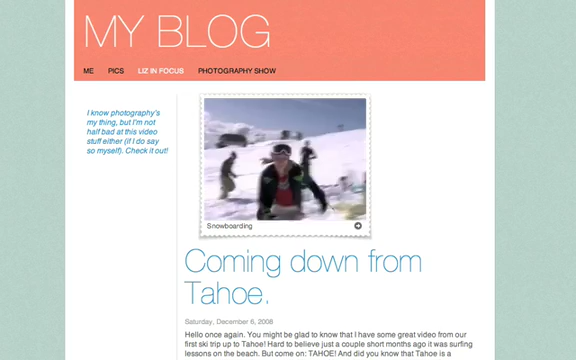 MY BLOG
ME PICS LIZ IN FOCUS PHOTOGRAPHY SHOW
I know photography's
my thing, but I'm not
half bad at this video
stuff either (if I do say
so myself). Check it out!
Snowboarding
Coming down from
Tahoe.
Saturday, December 6, 2008
Hello once again. You might be glad to know that I have some great video from our
first ski trip up to Tahoe! Hard to believe just a couple short months ago it was surfing
lessons on the beach. But come on: TAHOE! And did you know that Tahoe is a